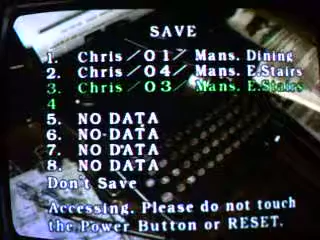 SAVE
1. Chris/01/ Mans. Dining
2. Chris/04/ Mans. E.Stairs
3. Chris/03/ Mans. E.Stairs
4
5. NO DATA
6. NO DATA
7. NO DATA
8. NO DATA
Don't Save
Accessing. Please do not touch
the Power Button or RESET.